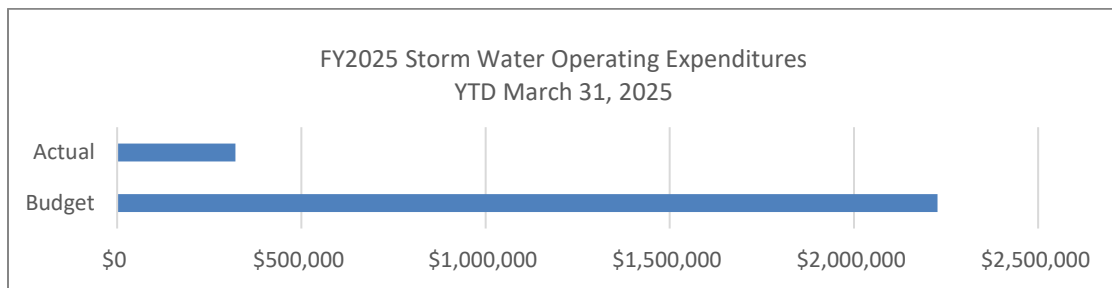 FY2025 Storm Water Operating Expenditures
YTD March 31, 2025
Actual
Budget
$0 $500,000 $1,000,000 $1,500,000 $2,000,000 $2,500,000